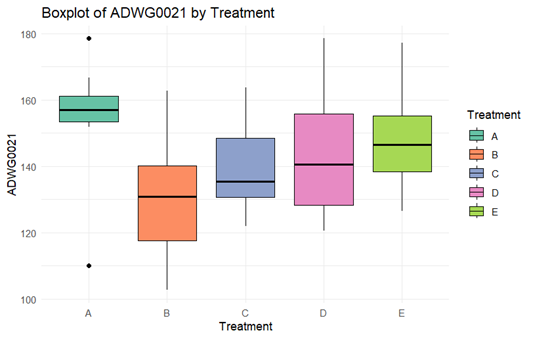 Boxplot of ADWG0021 by Treatment
ADWG0021
180
160
140
120
100
A
B
C
D
E
Treatment
Treatment
A
B
C
D
E